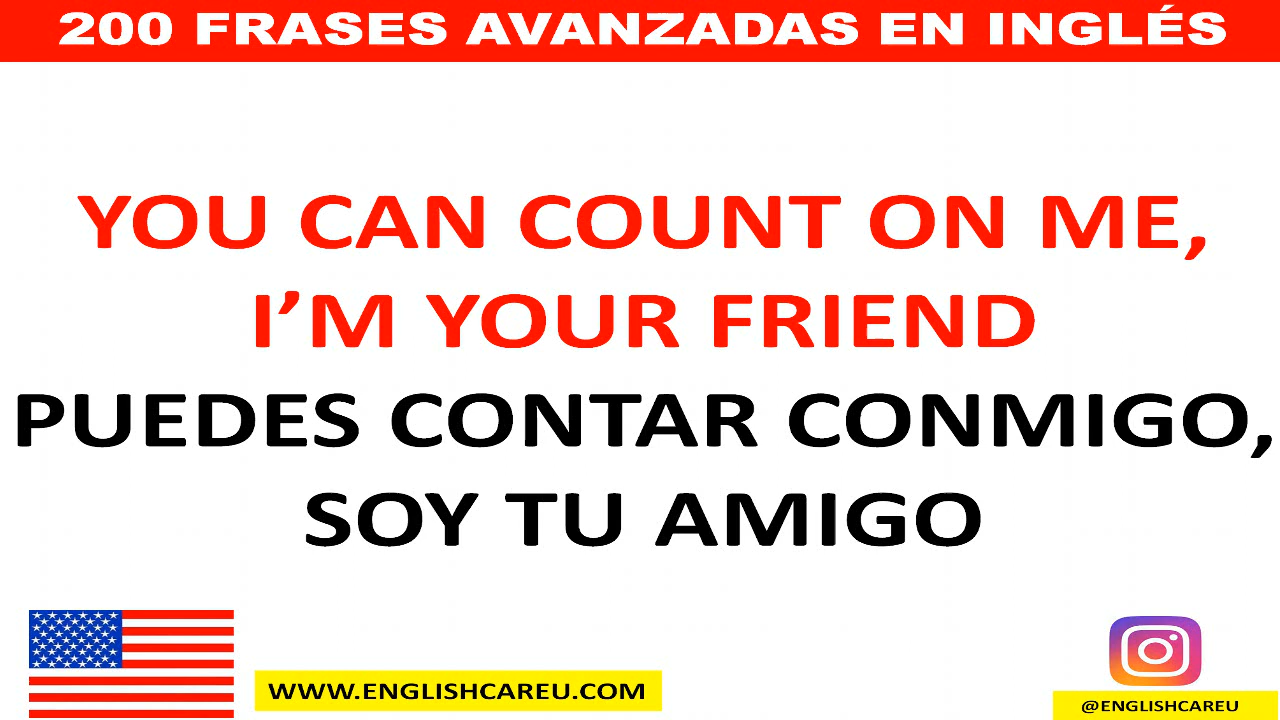 200 FRASES AVANZADAS EN INGLÉS
YOU CAN COUNT ON ME,
I’M YOUR FRIEND
PUEDES CONTAR CONMIGO,
SOY TU AMIGO
WWW.ENGLISHCAREU.COM
@ENGLISHCAREU